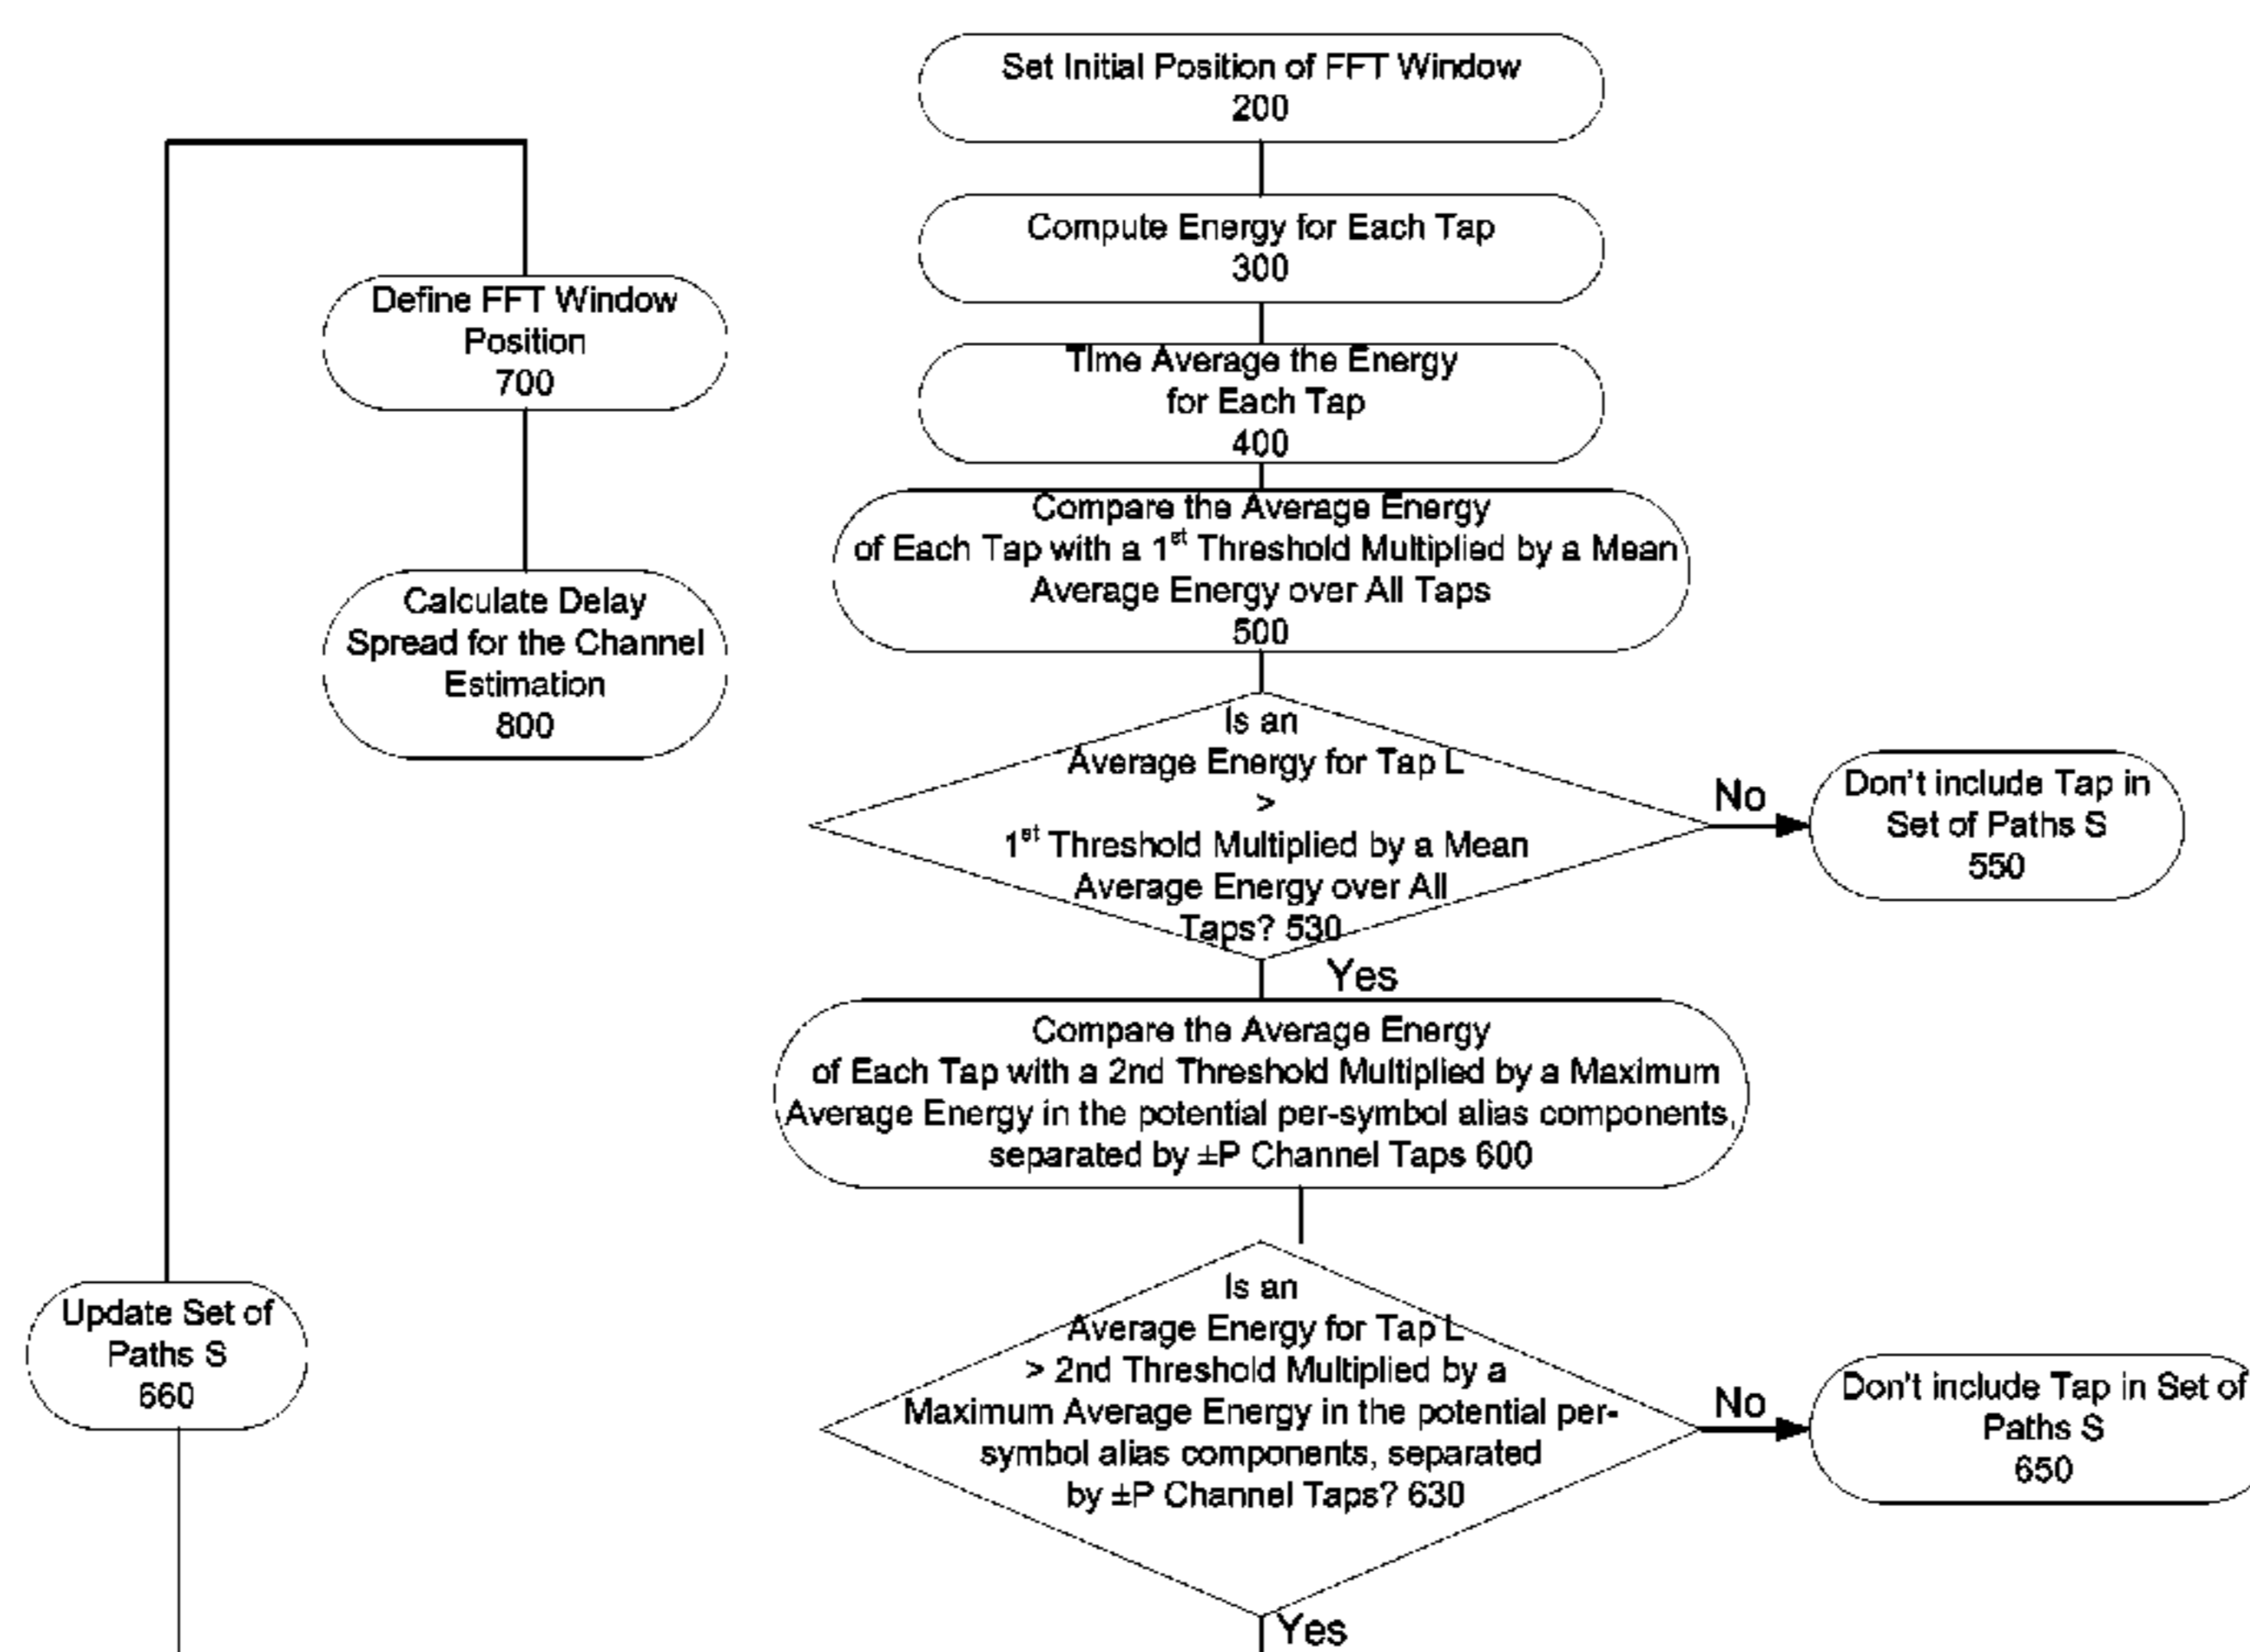 Set Initial Position of FFT Window
200
Compute Energy for Each Tap
300
Time Average the Energy
for Each Tap
400
Compare the Average Energy
of Each Tap with a 1st Threshold Multiplied by a Mean
Average Energy over All Taps
500
Is an
Average Energy for Tap L
>
1st Threshold Multiplied by a Mean
Average Energy over All
Taps? 530
No
Don't include Tap in
Set of Paths S
550
Yes
Compare the Average Energy
of Each Tap with a 2nd Threshold Multiplied by a Maximum
Average Energy in the potential per-symbol alias components,
separated by ±P Channel Taps 600
Is an
Average Energy for Tap L
> 2nd Threshold Multiplied by a
Maximum Average Energy in the potential per-
symbol alias components, separated
by ±P Channel Taps? 630
No
Don't include Tap in Set of
Paths S
650
Yes
Update Set of
Paths S
660
Define FFT Window
Position
700
Calculate Delay
Spread for the Channel
Estimation
800